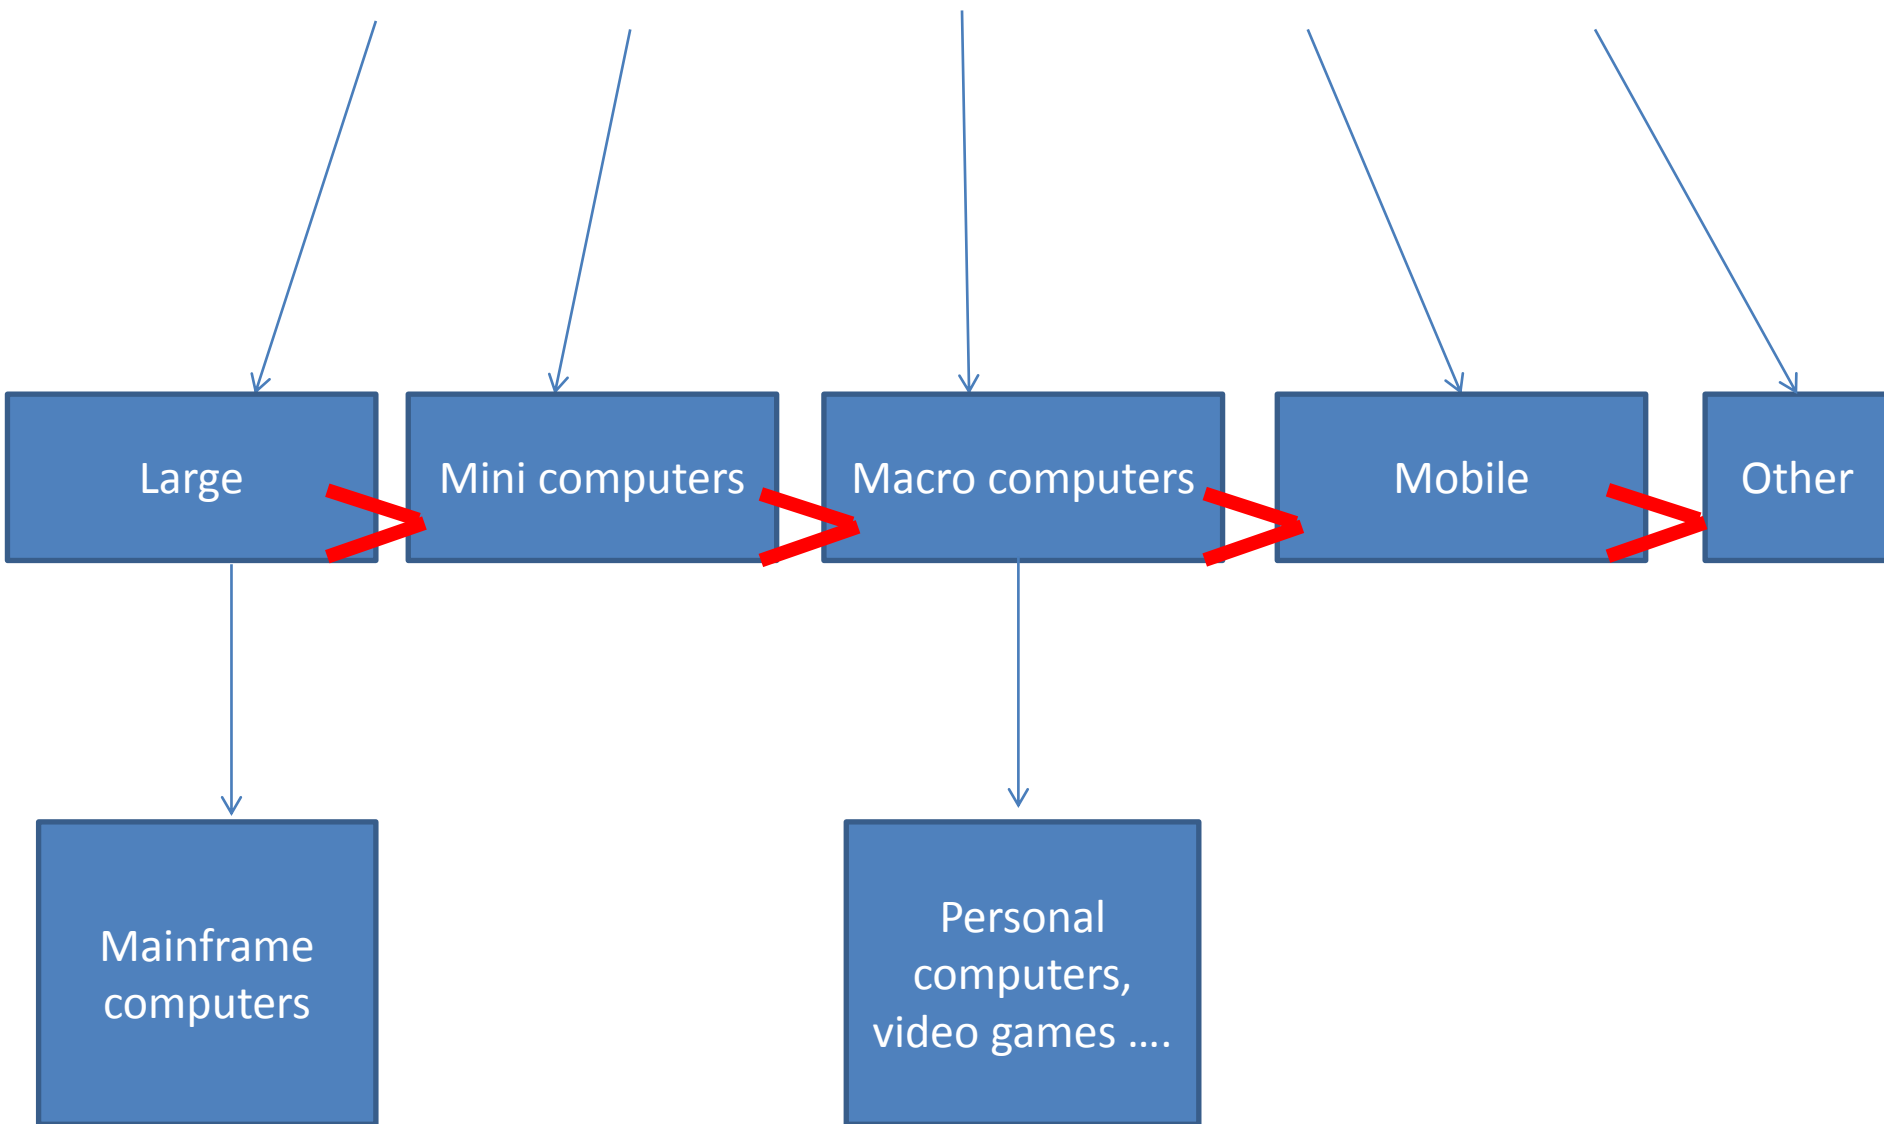 Large
Mini computers
Macro computers
Mobile
Other
Mainframe
computers
Personal
computers,
video games ....